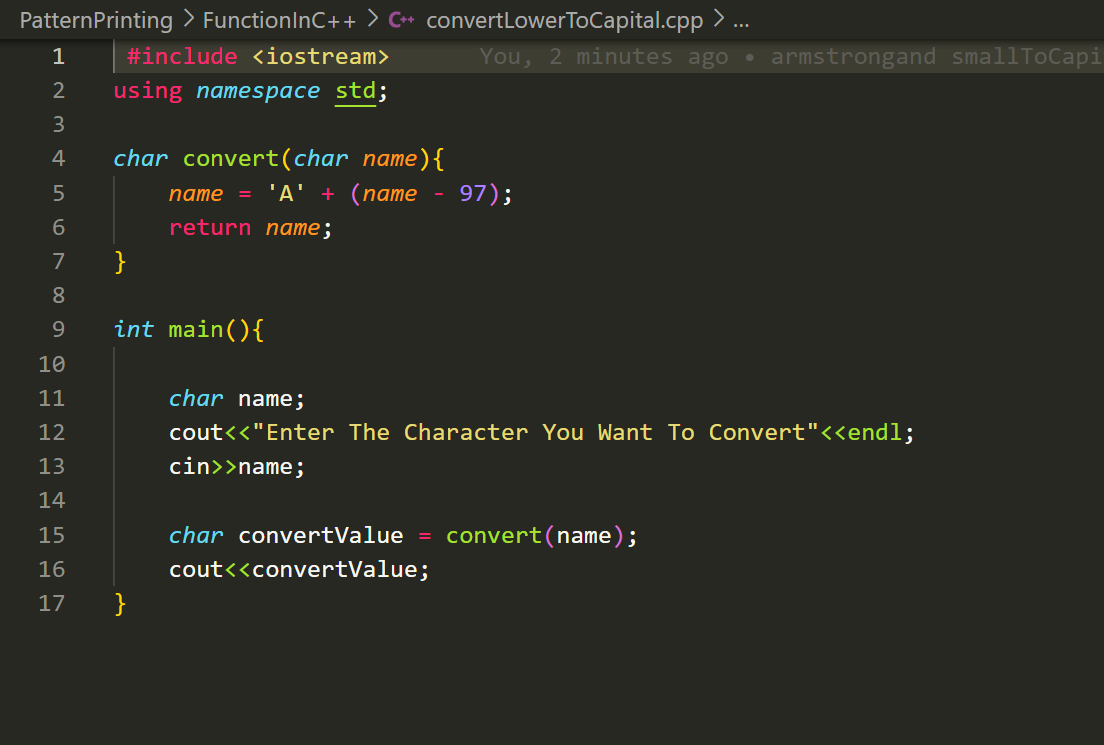 PatternPrinting > FunctionInC++ > C++ convertLowerToCapital.cpp > ...
1 #include <iostream> You, 2 minutes ago • armstrongand smallToCapi
2 using namespace std;
3
4 char convert(char name){
5 name = 'A' + (name - 97);
6 return name;
7 }
8
9 int main(){
10
11 char name;
12 cout<<"Enter The Character You Want To Convert"<<endl;
13 cin>>name;
14
15 char convertValue = convert(name);
16 cout<<convertValue;
17 }